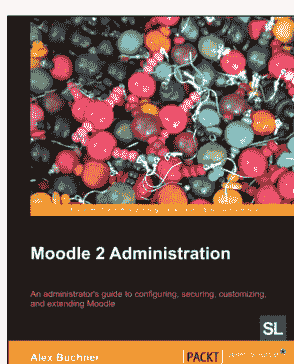 Moodle 2 Administration
An administrator's guide to configuring, securing, customizing,
and extending Moodle
SL
Alex Büchner
PACKT